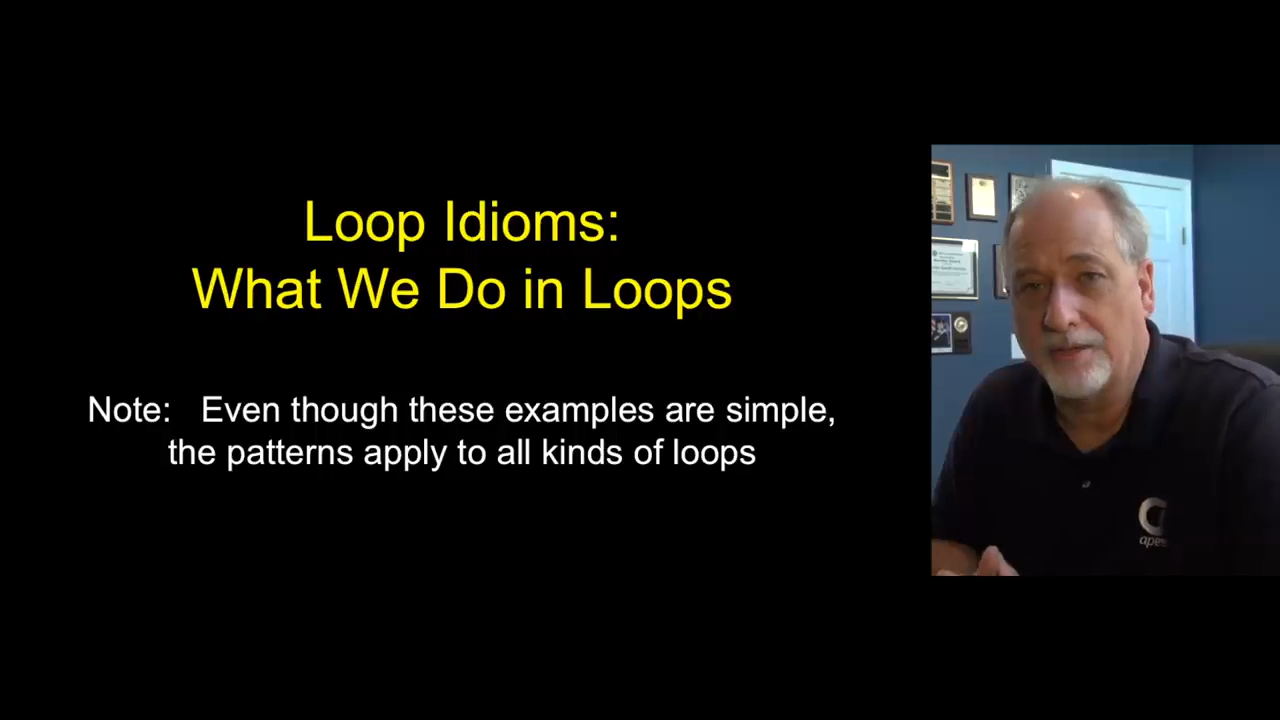 Loop Idioms:
What We Do in Loops
Note: Even though these examples are simple,
the patterns apply to all kinds of loops